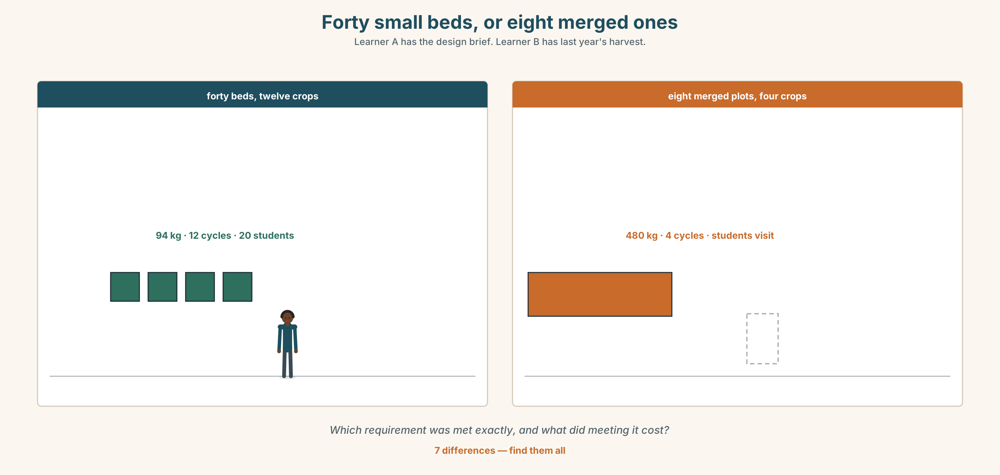 Forty small beds, or eight merged ones
Learner A has the design brief. Learner B has last year's harvest.
forty beds, twelve crops
94 kg · 12 cycles · 20 students
eight merged plots, four crops
480 kg · 4 cycles · students visit
Which requirement was met exactly, and what did meeting it cost?
7 differences — find them all